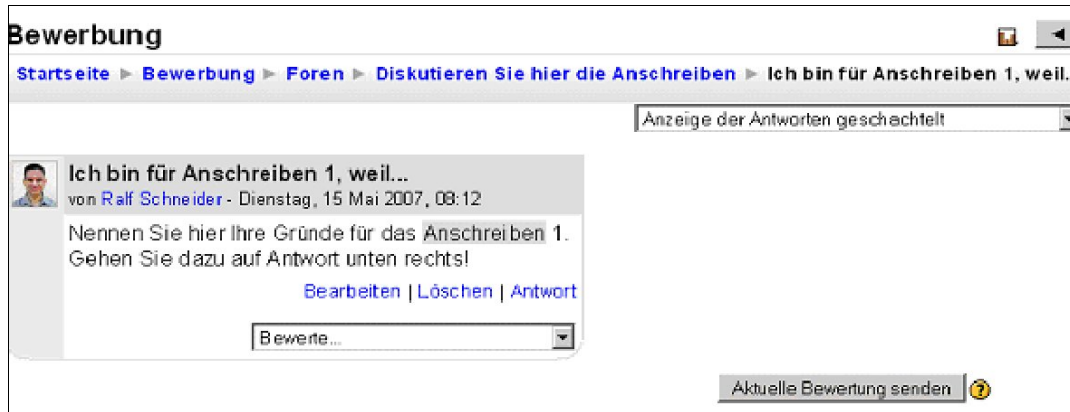 Bewerbung
Startseite ► Bewerbung ► Foren ► Diskutieren Sie hier die Anschreiben ► Ich bin für Anschreiben 1, weil.
Anzeige der Antworten geschachtelt
Ich bin für Anschreiben 1, weil...
von Ralf Schneider - Dienstag, 15 Mai 2007, 08:12
Nennen Sie hier Ihre Gründe für das Anschreiben 1.
Gehen Sie dazu auf Antwort unten rechts!
Bearbeiten | Löschen | Antwort
Bewerte...
Aktuelle Bewertung senden ?